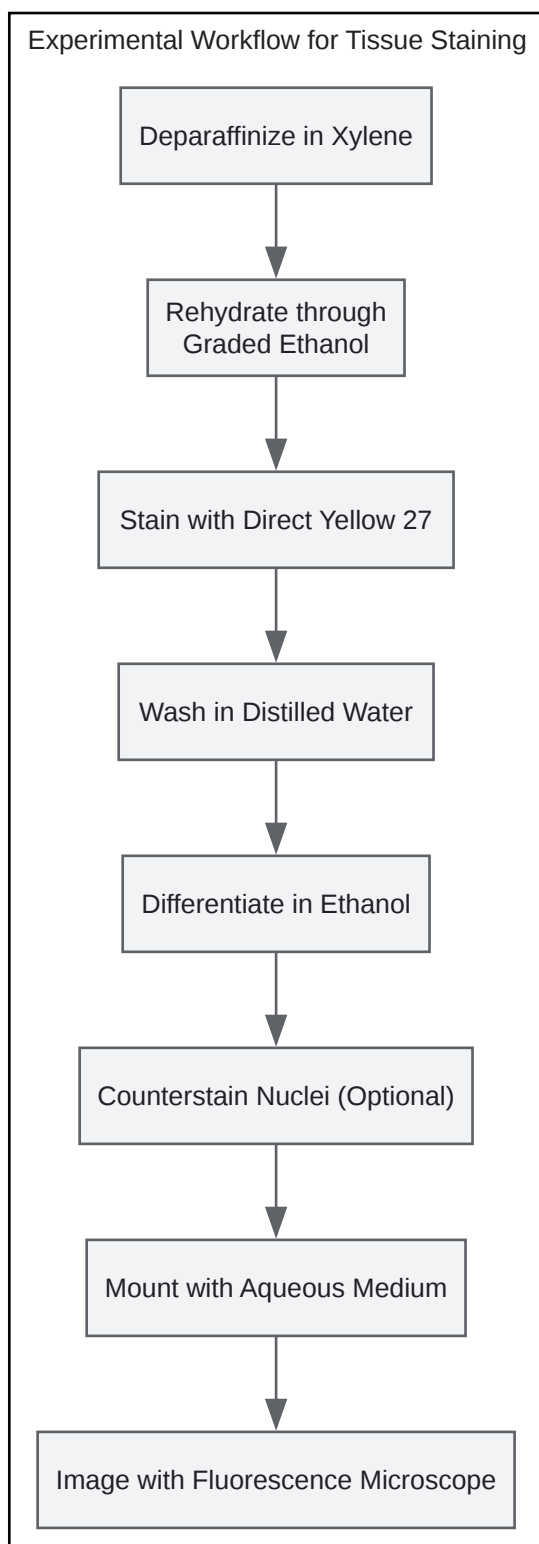 Experimental Workflow for Tissue Staining
Deparaffinize in Xylene
Rehydrate through
Graded Ethanol
Stain with Direct Yellow 27
Wash in Distilled Water
Differentiate in Ethanol
Counterstain Nuclei (Optional)
Mount with Aqueous Medium
Image with Fluorescence Microscope